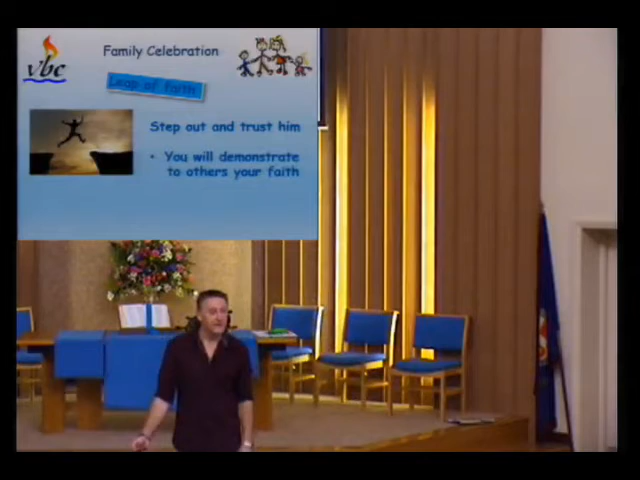 vbc
Family Celebration
Leap of faith
Step out and trust him
• You will demonstrate
to others your faith